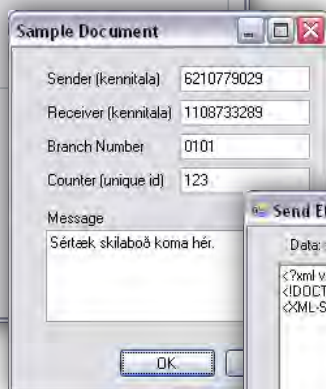 Sample Document
Sender (kennitala) 6210779029
Receiver (kennitala) 1108733289
Branch Number 0101
Counter (unique id) 123
Message
Sértæk skilaboð koma hér.
OK
Send
Data:
<?xml
<!DOCT
<XML-S